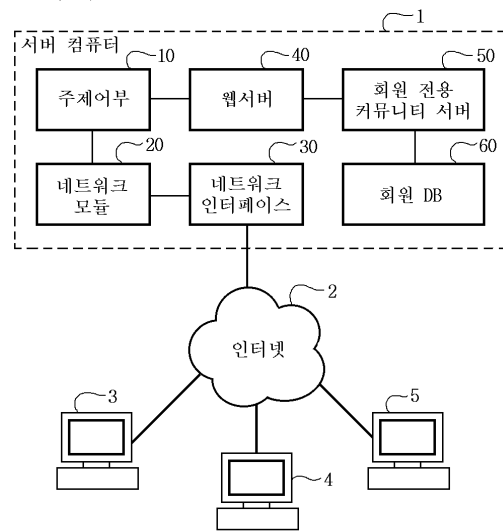 1
서버 컴퓨터
10
40
50
주제어부
웹서버
회원 전용
커뮤니티 서버
20
30
60
네트워크
모듈
네트워크
인터페이스
회원 DB
2
인터넷
3
5
4